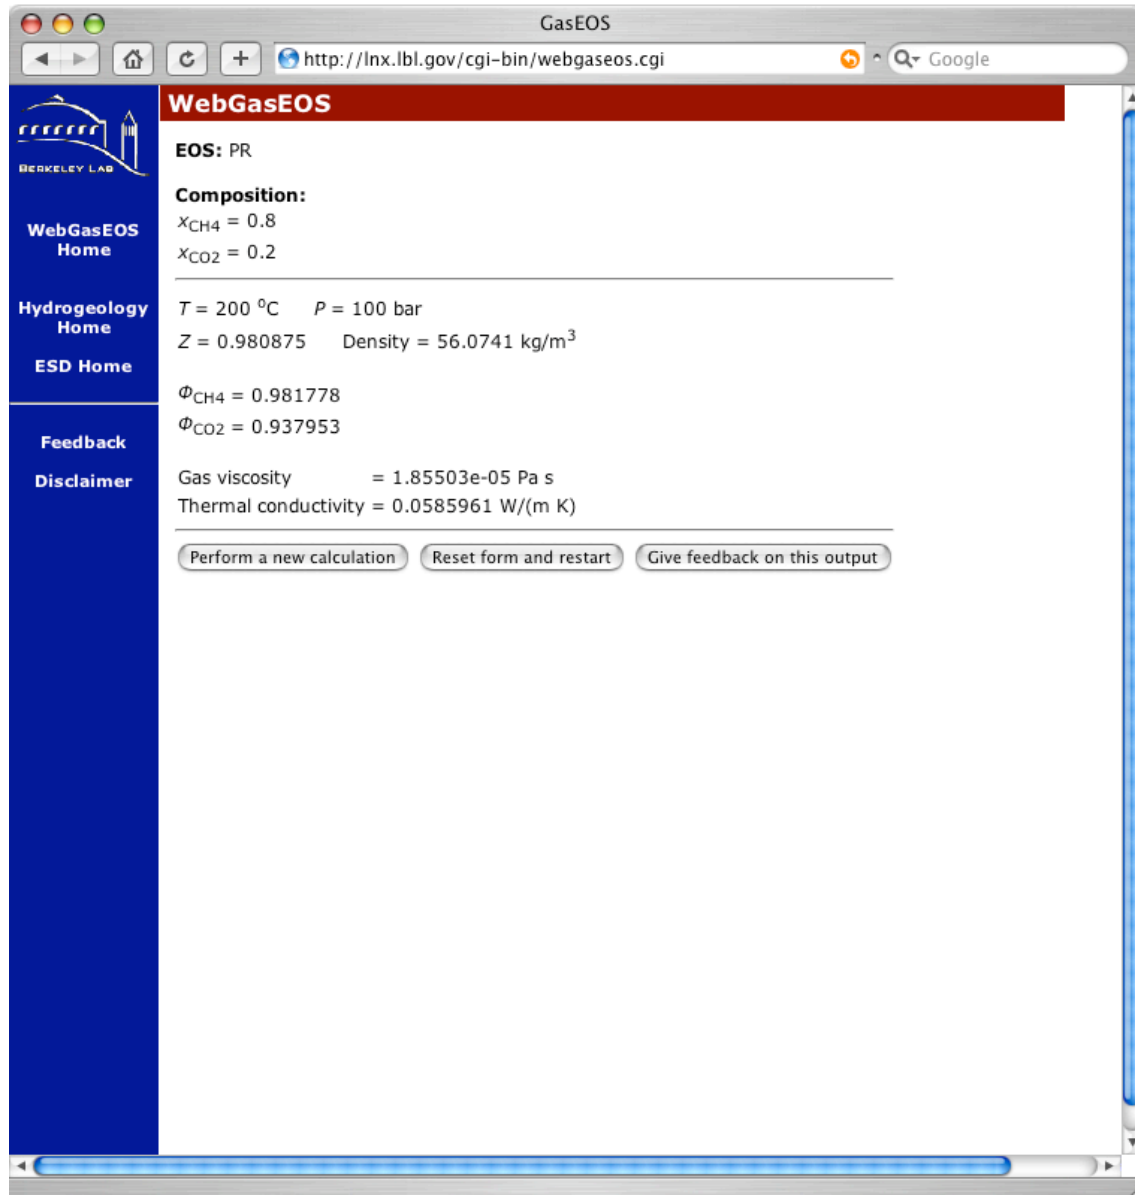 GasEOS
http://lnx.lbl.gov/cgi-bin/webgaseos.cgi
Google
BERKELEY LAB
WebGasEOS
Home
Hydrogeology
Home
ESD Home
Feedback
Disclaimer
WebGasEOS
EOS: PR
Composition:
xCH4 = 0.8
xCO2 = 0.2
T = 200 ⁰C P = 100 bar
Z = 0.980875 Density = 56.0741 kg/m³
ΦCH4 = 0.981778
ΦCO2 = 0.937953
Gas viscosity = 1.85503e-05 Pa s
Thermal conductivity = 0.0585961 W/(m K)
Perform a new calculation Reset form and restart Give feedback on this output